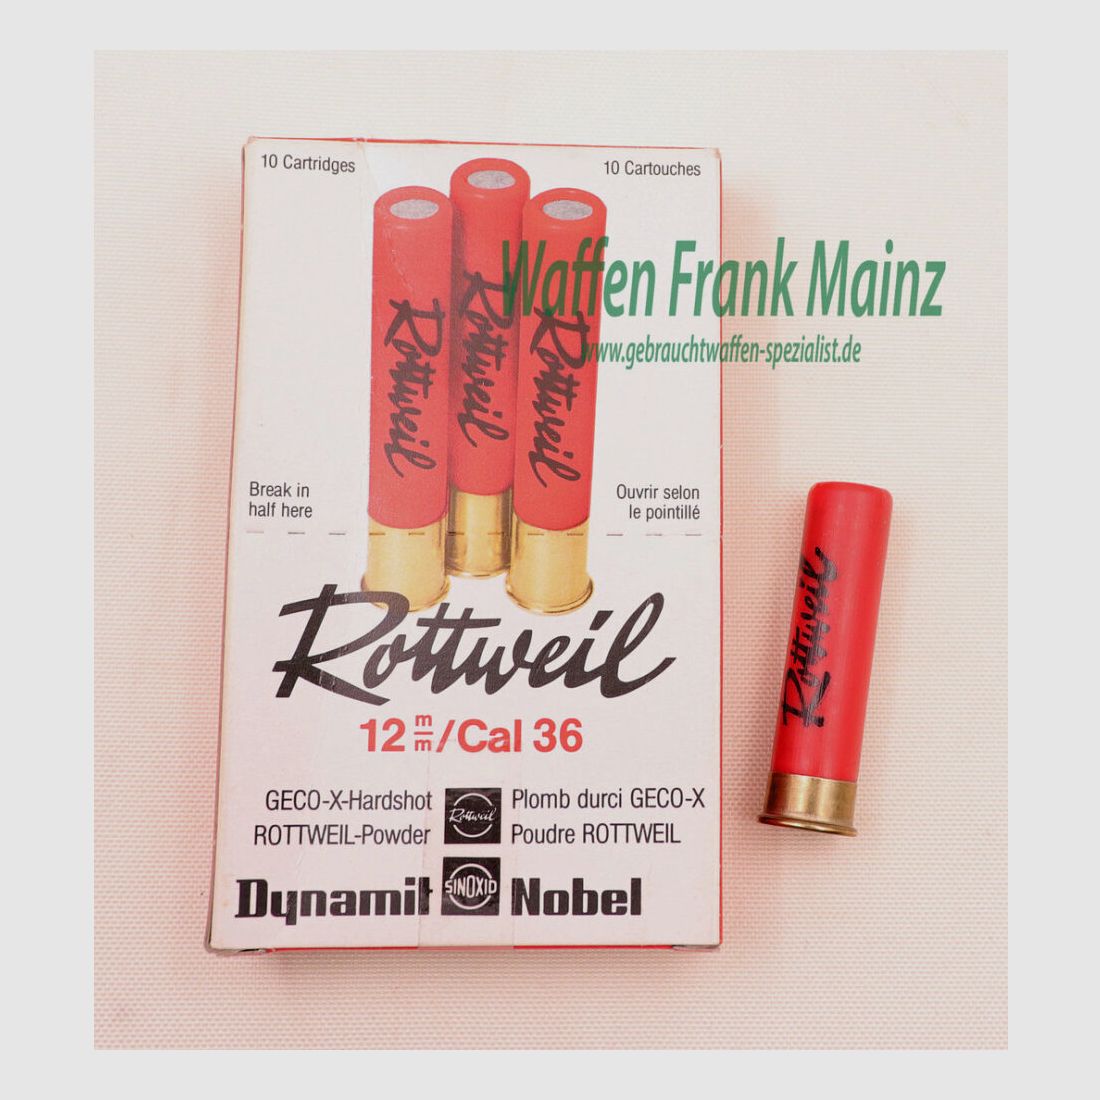 10 Cartridges
10 Cartouches
Rottweil
Rottweil
Rottweil
Waffen Frank Mainz
www.gebrauchtwaffen-spezialist.de
Break in
half here
Ouvrir selon
le pointillé
Rottweil
12 m/m/Cal 36
GECO-X-Hardshot
ROTTWEIL-Powder
Rottweil
Plomb durci GECO-X
Poudre ROTTWEIL
Dynamit
SINOXID
Nobel
Rottweil